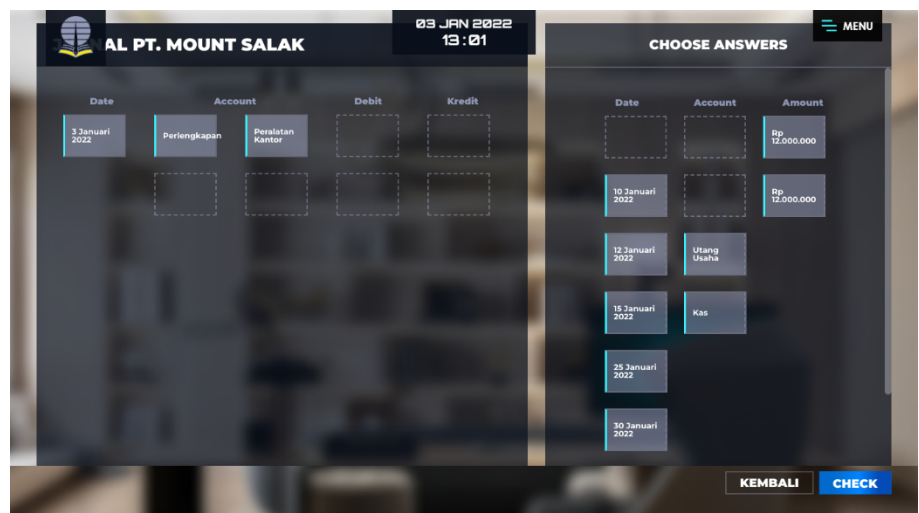 03 JAN 2022
13:01
MENU
AL PT. MOUNT SALAK
CHOOSE ANSWERS
Date Account Debit Kredit
3 Januari
2022
Perlengkapan
Peralatan
Kantor
Date Account Amount
Rp
12.000.000
10 Januari
2022
Rp
12.000.000
12 Januari
2022
Utang
Usaha
15 Januari
2022
Kas
25 Januari
2022
30 Januari
2022
KEMBALI
CHECK